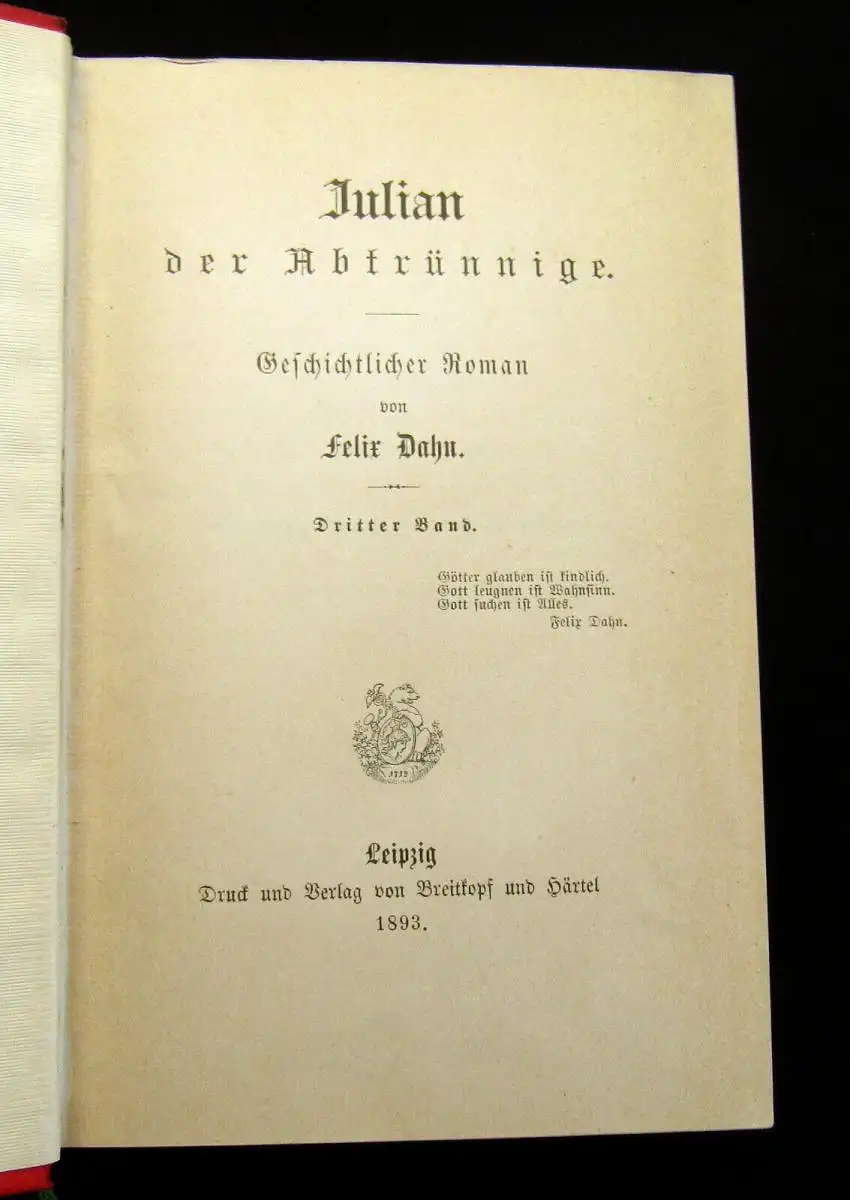 Julian
der Abtrünnige.
Geschichtlicher Roman
von
Felix Dahn.
Dritter Band.
Götter glauben ist kindlich.
Gott leugnen ist Wahnsinn.
Gott suchen ist Alles.
Felix Dahn.
1719
Leipzig
Druck und Verlag von Breitkopf und Härtel
1893.